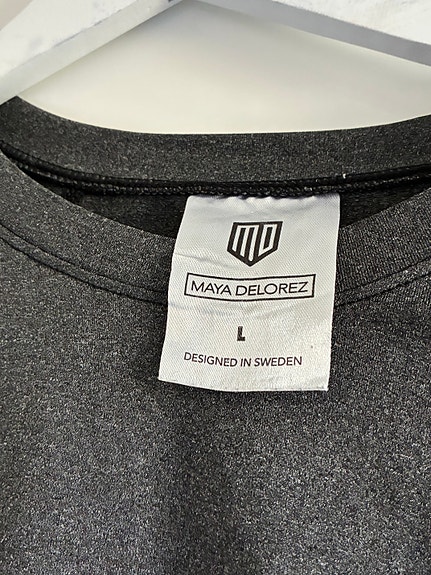 MD
MAYA DELOREZ
L
DESIGNED IN SWEDEN